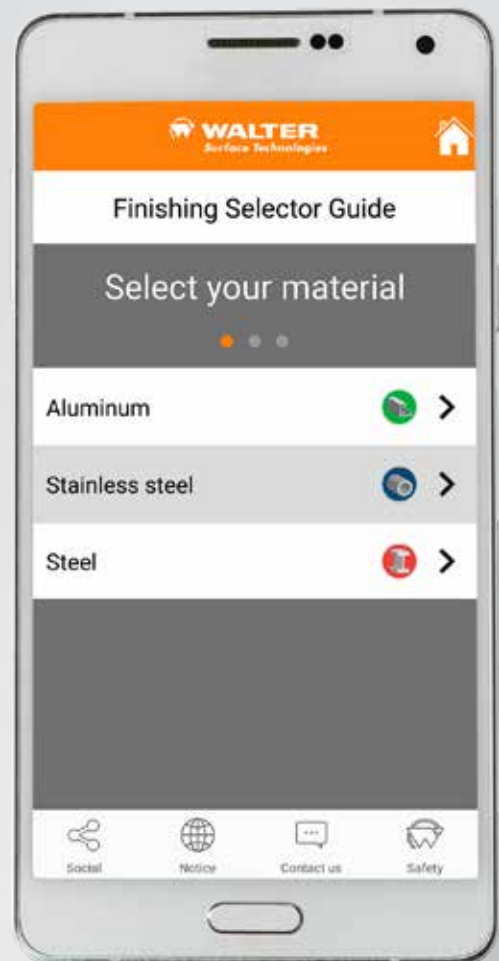 WALTER
Surface Technologies
Finishing Selector Guide
Select your material
Aluminum
Stainless steel
Steel
Social
Notice
Contact us
Safety